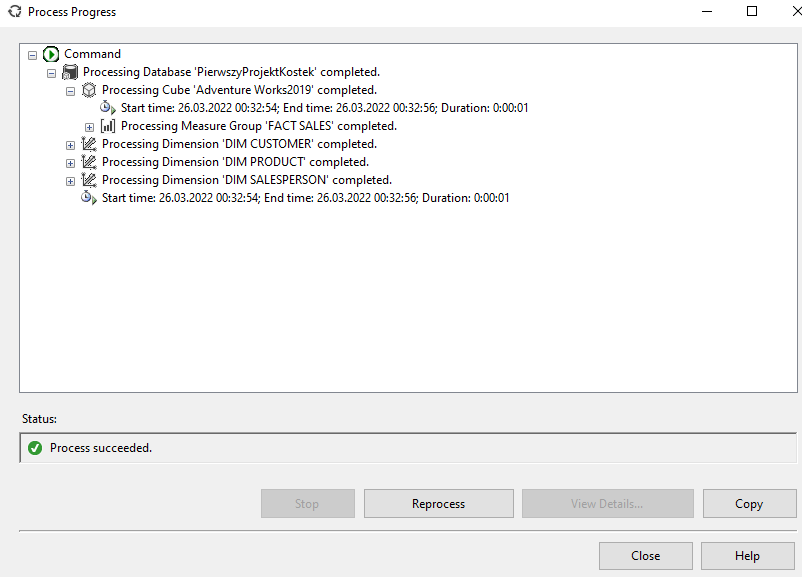 Process Progress
Command
Processing Database 'PierwszyProjektKostek' completed.
Processing Cube 'Adventure Works2019' completed.
Start time: 26.03.2022 00:32:54; End time: 26.03.2022 00:32:56; Duration: 0:00:01
Processing Measure Group 'FACT SALES' completed.
Processing Dimension 'DIM CUSTOMER' completed.
Processing Dimension 'DIM PRODUCT' completed.
Processing Dimension 'DIM SALESPERSON' completed.
Start time: 26.03.2022 00:32:54; End time: 26.03.2022 00:32:56; Duration: 0:00:01
Status:
Process succeeded.
Stop Reprocess View Details... Copy
Close Help